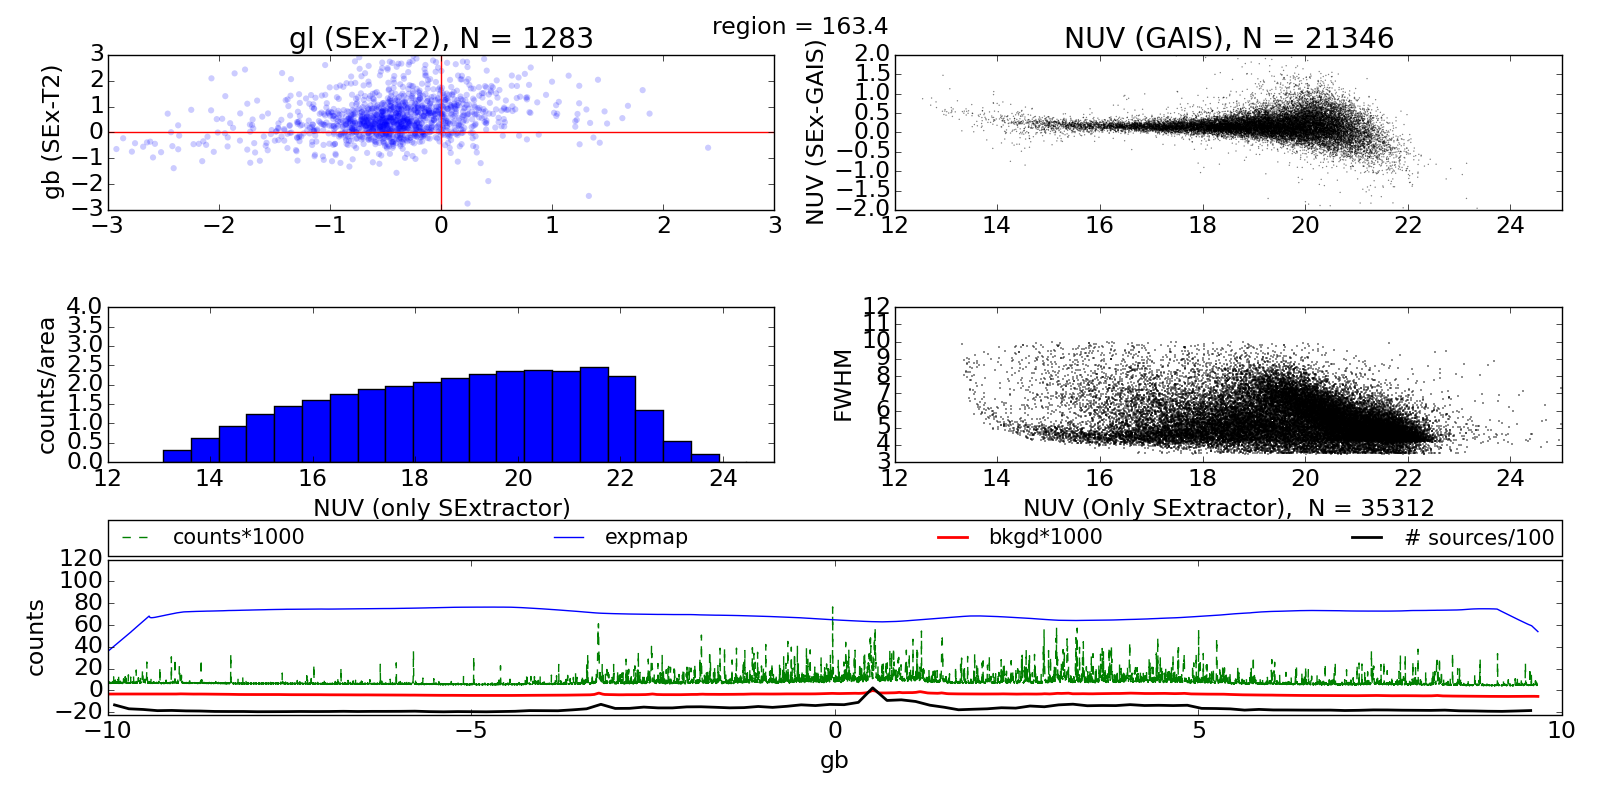 region = 163.4
gl (SEx-T2), N = 1283
gb (SEx-T2)
3
2
1
0
−1
−2
−3
−3 −2 −1 0 1 2 3
NUV (GAIS), N = 21346
NUV (SEx-GAIS)
2.0
1.5
1.0
0.5
0.0
−0.5
−1.0
−1.5
−2.0
12 14 16 18 20 22 24
counts/area
4.0
3.5
3.0
2.5
2.0
1.5
1.0
0.5
0.0
12 14 16 18 20 22 24
NUV (only SExtractor)
FWHM
12
11
10
9
8
7
6
5
4
3
12 14 16 18 20 22 24
NUV (Only SExtractor), N = 35312
counts*1000 expmap bkgd*1000 # sources/100
counts
120
100
80
60
40
20
0
−20
−10 −5 0 5 10
gb